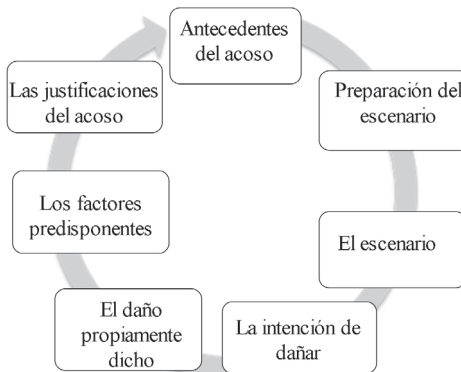 Antecedentes
del acoso
Preparación del
escenario
El escenario
La intención de
dañar
El daño
propiamente
dicho
Los factores
predisponentes
Las justificaciones
del acoso